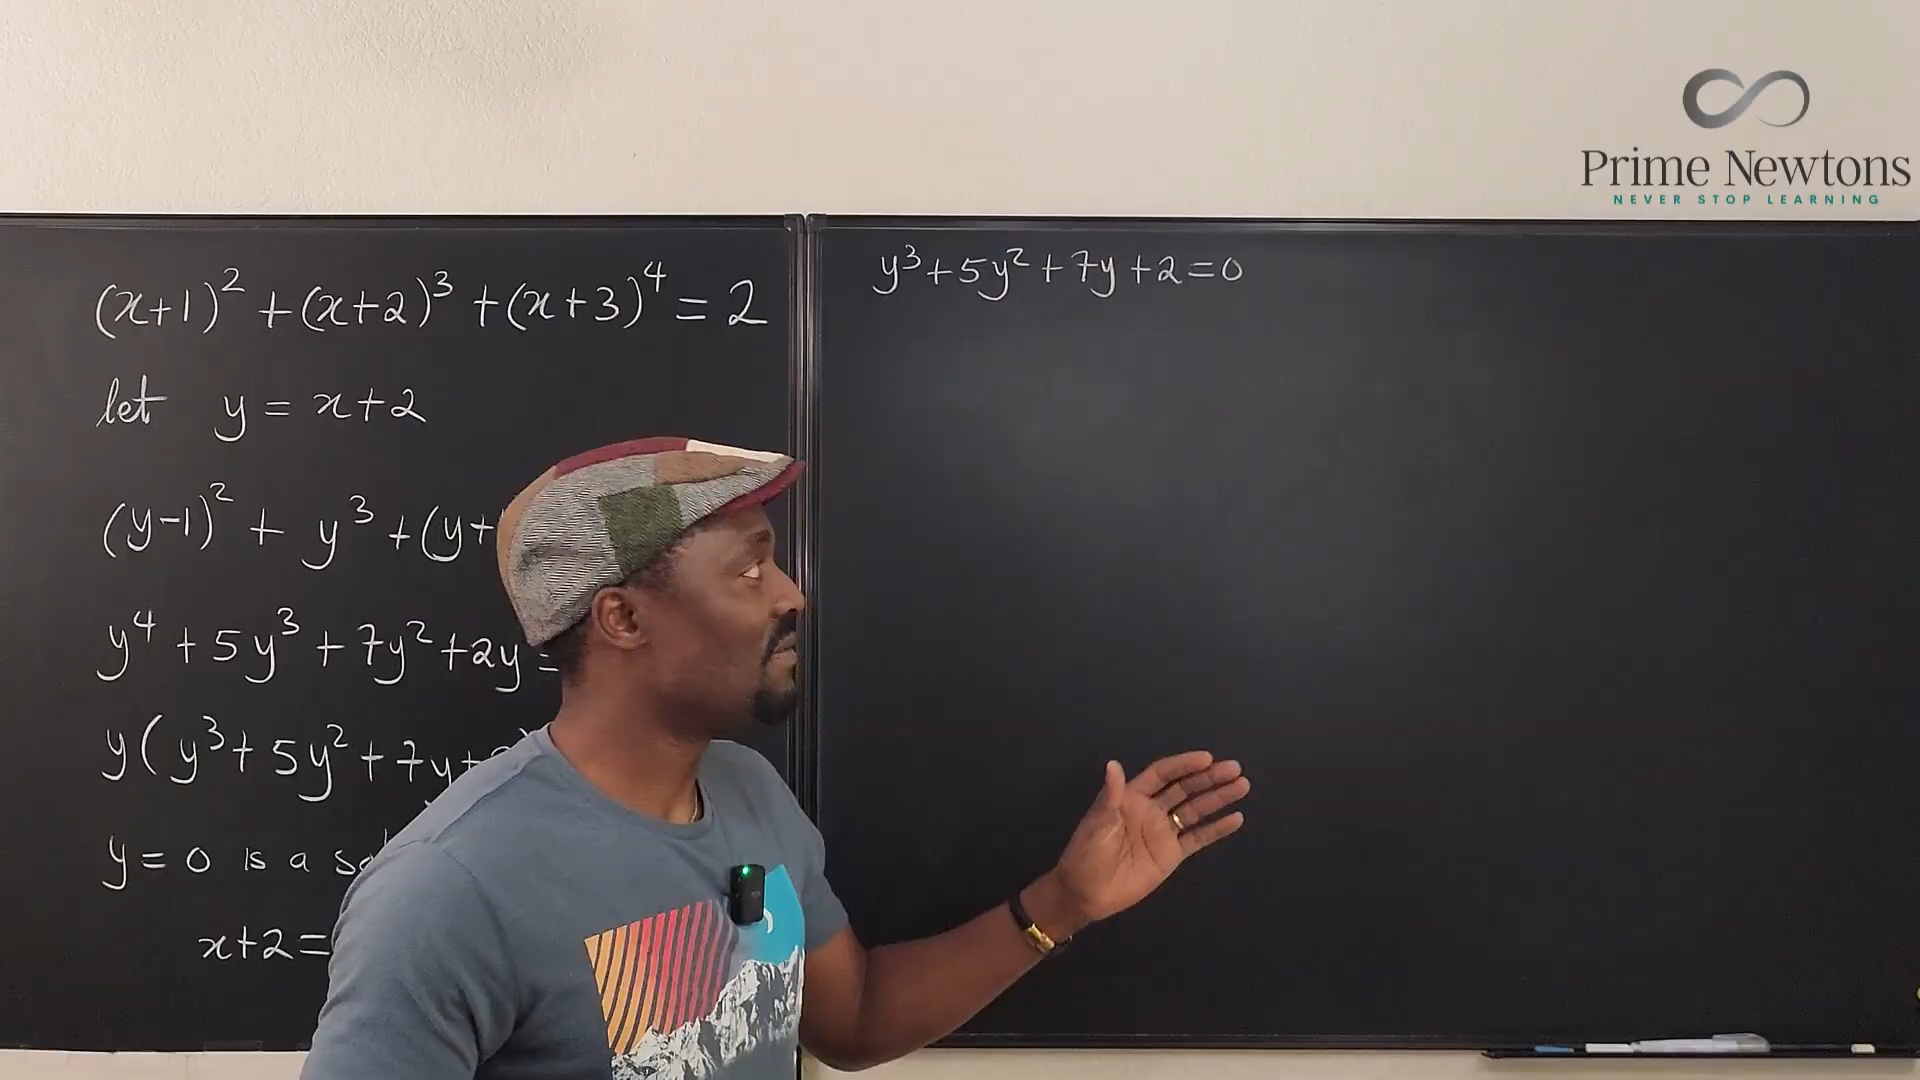 Prime Newtons
NEVER STOP LEARNING
(x+1)² + (x+2)³ + (x+3)⁴ = 2
let y = x+2
(y-1)² + y³ + (y+
y⁴ + 5y³ + 7y² + 2y =
y(y³ + 5y² + 7y +
y = 0 is a
x+2 =
y³ + 5y² + 7y + 2 = 0